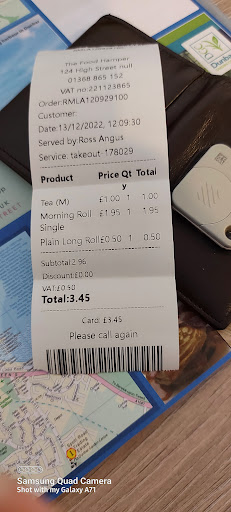 The Food Hamper
124 High Street null
01368 865 152
VAT no:221123865
Order:RMLA120929100
Customer:
Date:13/12/2022, 12:09:30
Served by:Ross Angus
Service: takeout 178029
Product Price Qty Total
Tea (M) £1.00 1 1.00
Morning Roll Single £1.95 1 1.95
Plain Long Roll £0.50 1 0.50
Subtotal:2.96
Discount:£0.00
VAT:£0.50
Total:3.45
Card: £3.45
Please call again
Dunbar
STREET
Samsung Quad Camera
Shot with my Galaxy A71